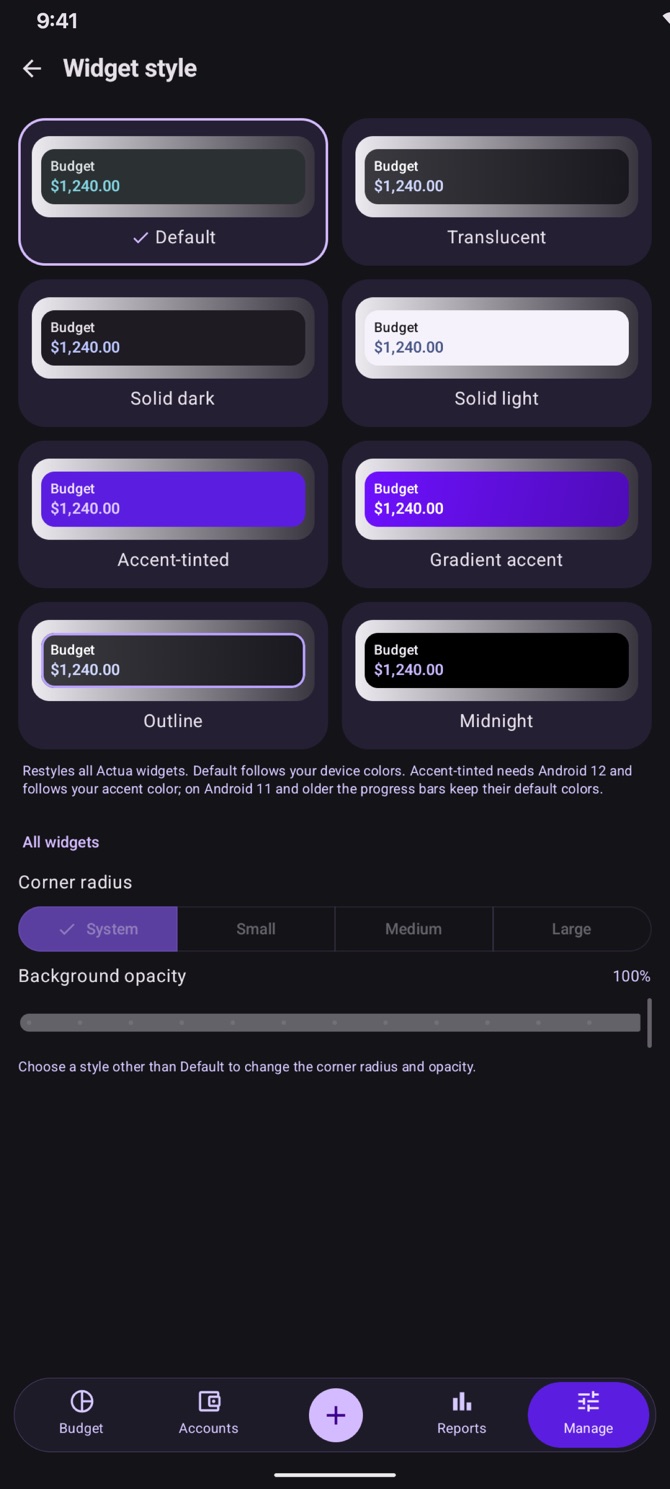 9:41
Widget style
Budget
$1,240.00
Default
Budget
$1,240.00
Translucent
Budget
$1,240.00
Solid dark
Budget
$1,240.00
Solid light
Budget
$1,240.00
Accent-tinted
Budget
$1,240.00
Gradient accent
Budget
$1,240.00
Outline
Budget
$1,240.00
Midnight
Restyles all Actua widgets. Default follows your device colors. Accent-tinted needs Android 12 and
follows your accent color; on Android 11 and older the progress bars keep their default colors.
All widgets
Corner radius
System
Small
Medium
Large
Background opacity
100%
Choose a style other than Default to change the corner radius and opacity.
Budget
Accounts
Reports
Manage